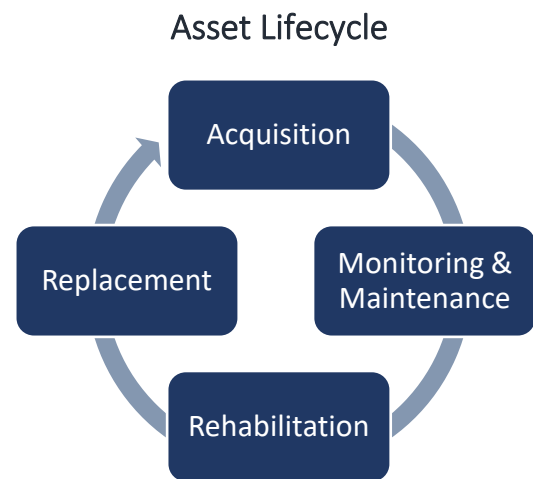 Asset Lifecycle
Acquisition
Monitoring &
Maintenance
Rehabilitation
Replacement